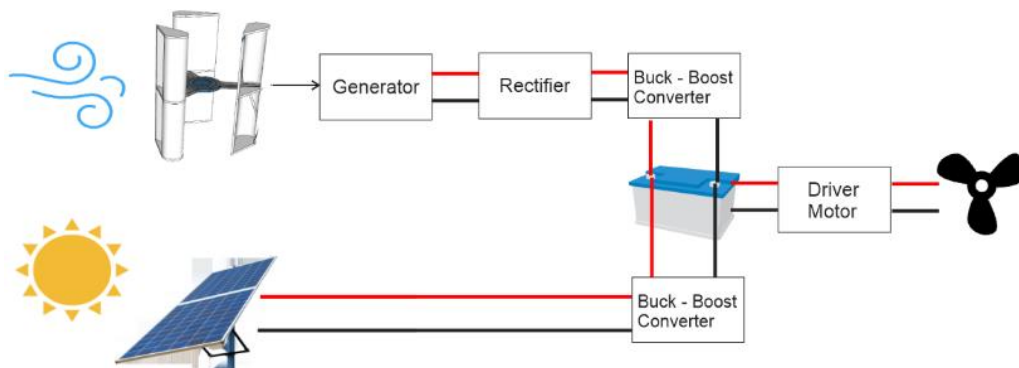 Generator
Rectifier
Buck - Boost
Converter
Driver
Motor
Buck - Boost
Converter